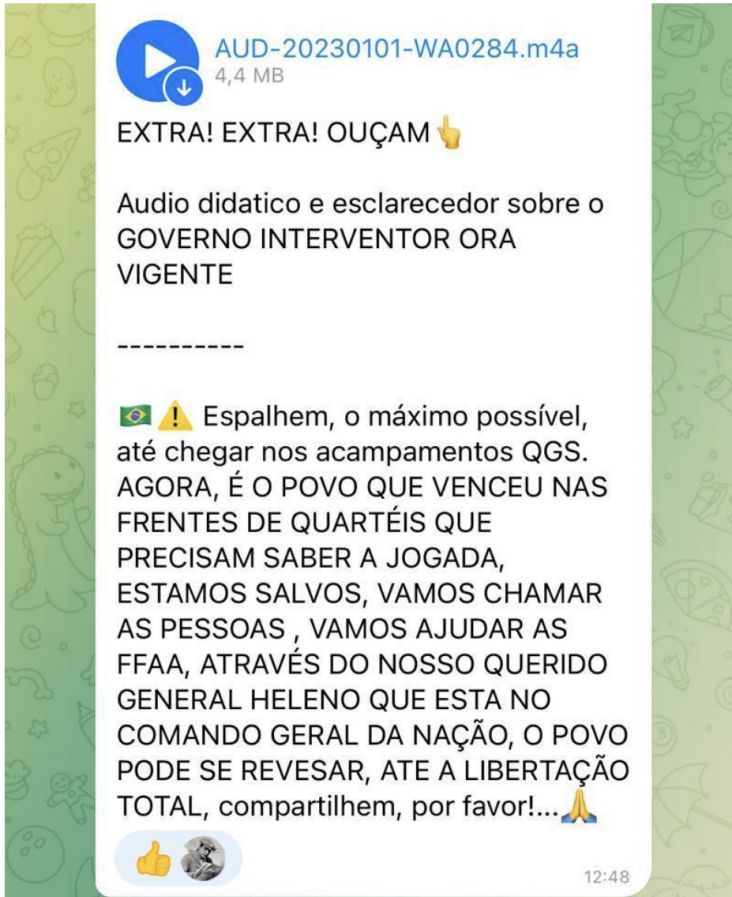 AUD-20230101-WA0284.m4a
4,4 MB
EXTRA! EXTRA! OUÇAM👆
Audio didatico e esclarecedor sobre o
GOVERNO INTERVENTOR ORA
VIGENTE
----------
🇧🇷⚠️ Espalhem, o máximo possível,
até chegar nos acampamentos QGS.
AGORA, É O POVO QUE VENCEU NAS
FRENTES DE QUARTÉIS QUE
PRECISAM SABER A JOGADA,
ESTAMOS SALVOS, VAMOS CHAMAR
AS PESSOAS , VAMOS AJUDAR AS
FFAA, ATRAVÉS DO NOSSO QUERIDO
GENERAL HELENO QUE ESTA NO
COMANDO GERAL DA NAÇÃO, O POVO
PODE SE REVESAR, ATE A LIBERTAÇÃO
TOTAL, compartilhem, por favor!...🙏
👍
12:48